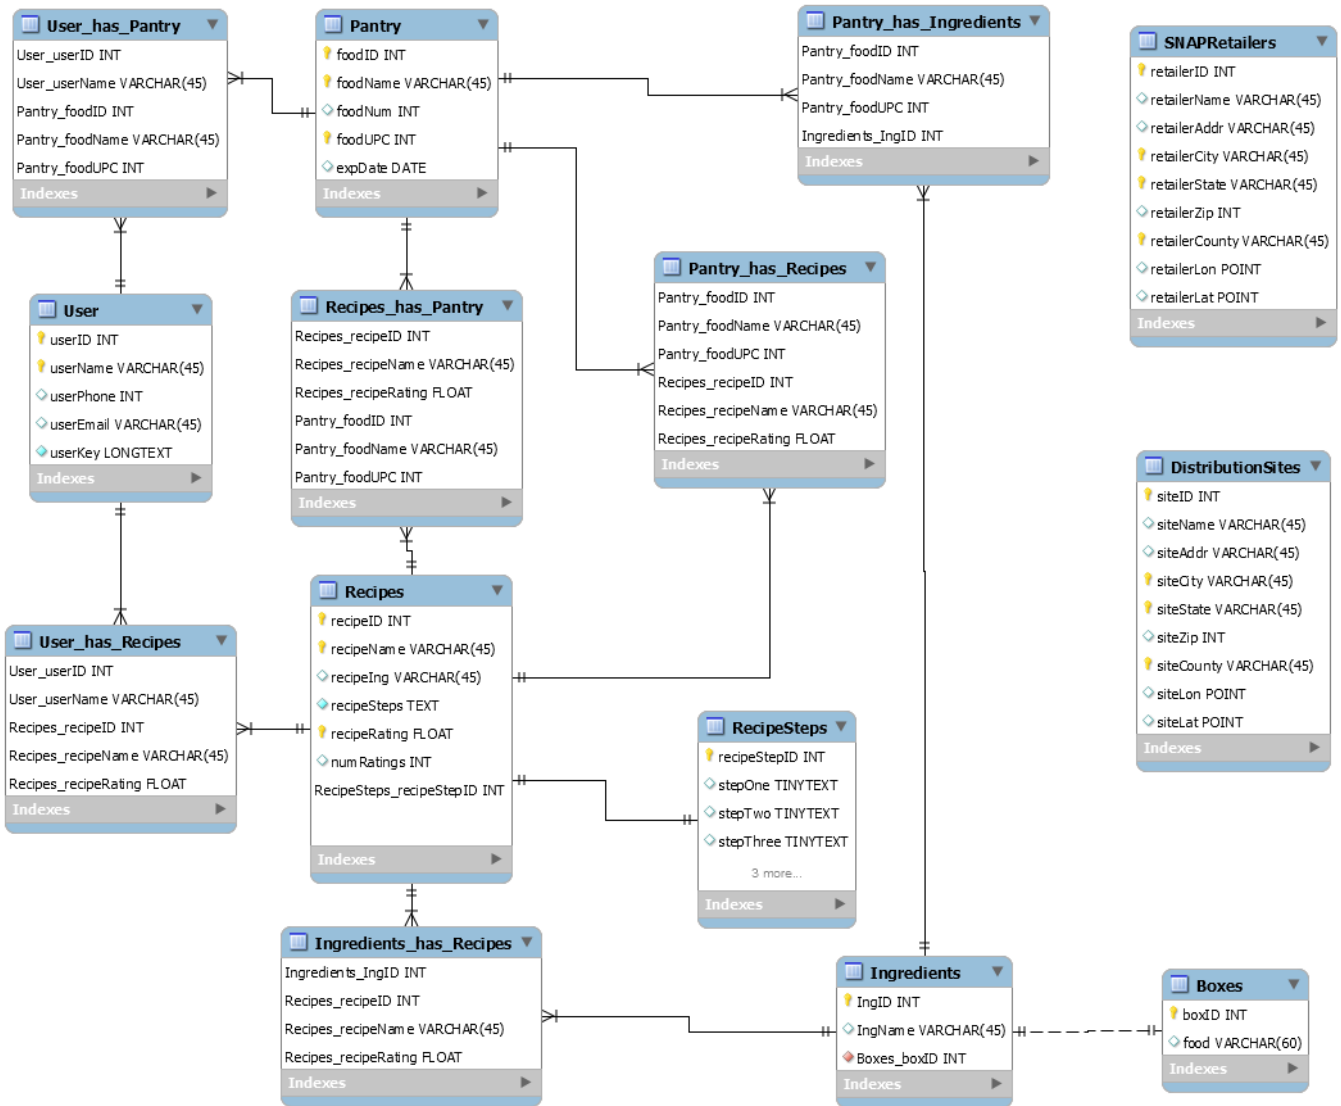 User_has_Pantry
User_userID INT
User_userName VARCHAR(45)
Pantry_foodID INT
Pantry_foodName VARCHAR(45)
Pantry_foodUPC INT
Indexes
Pantry
foodID INT
foodName VARCHAR(45)
foodNum INT
foodUPC INT
expDate DATE
Indexes
Pantry_has_Ingredients
Pantry_foodID INT
Pantry_foodName VARCHAR(45)
Pantry_foodUPC INT
Ingredients_IngID INT
Indexes
SNAPRetailers
retailerID INT
retailerName VARCHAR(45)
retailerAddr VARCHAR(45)
retailerCity VARCHAR(45)
retailerState VARCHAR(45)
retailerZip INT
retailerCounty VARCHAR(45)
retailerLon POINT
retailerLat POINT
Indexes
User
userID INT
userName VARCHAR(45)
userPhone INT
userEmail VARCHAR(45)
userKey LONGTEXT
Indexes
Recipes_has_Pantry
Recipes_recipeID INT
Recipes_recipeName VARCHAR(45)
Recipes_recipeRating FLOAT
Pantry_foodID INT
Pantry_foodName VARCHAR(45)
Pantry_foodUPC INT
Indexes
Pantry_has_Recipes
Pantry_foodID INT
Pantry_foodName VARCHAR(45)
Pantry_foodUPC INT
Recipes_recipeID INT
Recipes_recipeName VARCHAR(45)
Recipes_recipeRating FLOAT
Indexes
DistributionSites
siteID INT
siteName VARCHAR(45)
siteAddr VARCHAR(45)
siteCity VARCHAR(45)
siteState VARCHAR(45)
siteZip INT
siteCounty VARCHAR(45)
siteLon POINT
siteLat POINT
Indexes
User_has_Recipes
User_userID INT
User_userName VARCHAR(45)
Recipes_recipeID INT
Recipes_recipeName VARCHAR(45)
Recipes_recipeRating FLOAT
Indexes
Recipes
recipeID INT
recipeName VARCHAR(45)
recipeIng VARCHAR(45)
recipeSteps TEXT
recipeRating FLOAT
numRatings INT
RecipeSteps_recipeStepID INT
Indexes
RecipeSteps
recipeStepID INT
stepOne TINYTEXT
stepTwo TINYTEXT
stepThree TINYTEXT
3 more...
Indexes
Ingredients_has_Recipes
Ingredients_IngID INT
Recipes_recipeID INT
Recipes_recipeName VARCHAR(45)
Recipes_recipeRating FLOAT
Indexes
Ingredients
IngID INT
IngName VARCHAR(45)
Boxes_boxID INT
Indexes
Boxes
boxID INT
food VARCHAR(60)
Indexes